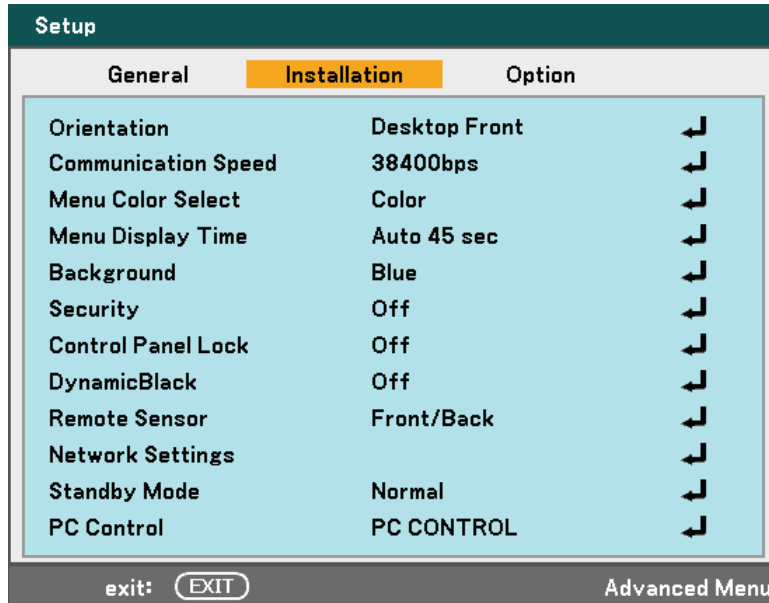 Setup
General Installation Option
Orientation Desktop Front
Communication Speed 38400bps
Menu Color Select Color
Menu Display Time Auto 45 sec
Background Blue
Security Off
Control Panel Lock Off
DynamicBlack Off
Remote Sensor Front/Back
Network Settings
Standby Mode Normal
PC Control PC CONTROL
exit: EXIT Advanced Menu